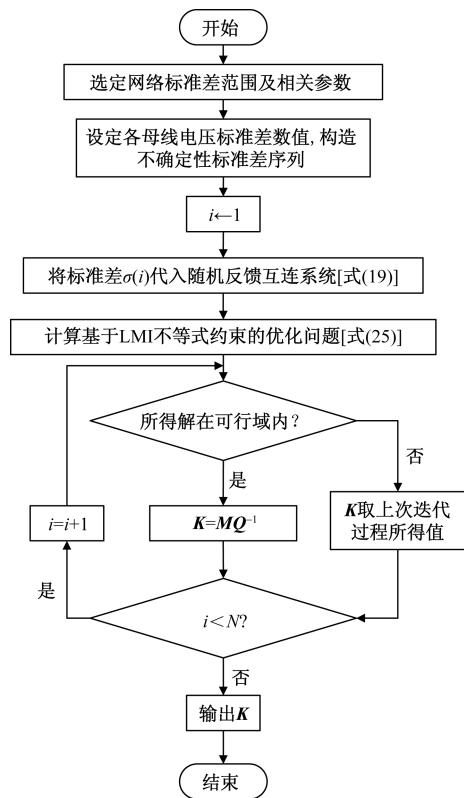 开始
选定网络标准差范围及相关参数
设定各母线电压标准差数值,构造
不确定性标准差序列
i←1
将标准差σ(i)代入随机反馈互连系统[式(19)]
计算基于LMI不等式约束的优化问题[式(25)]
所得解在可行域内?
否
是
i=i+1
K=MQ⁻¹
K取上次迭代
过程所得值
是
i<N?
否
输出K
结束